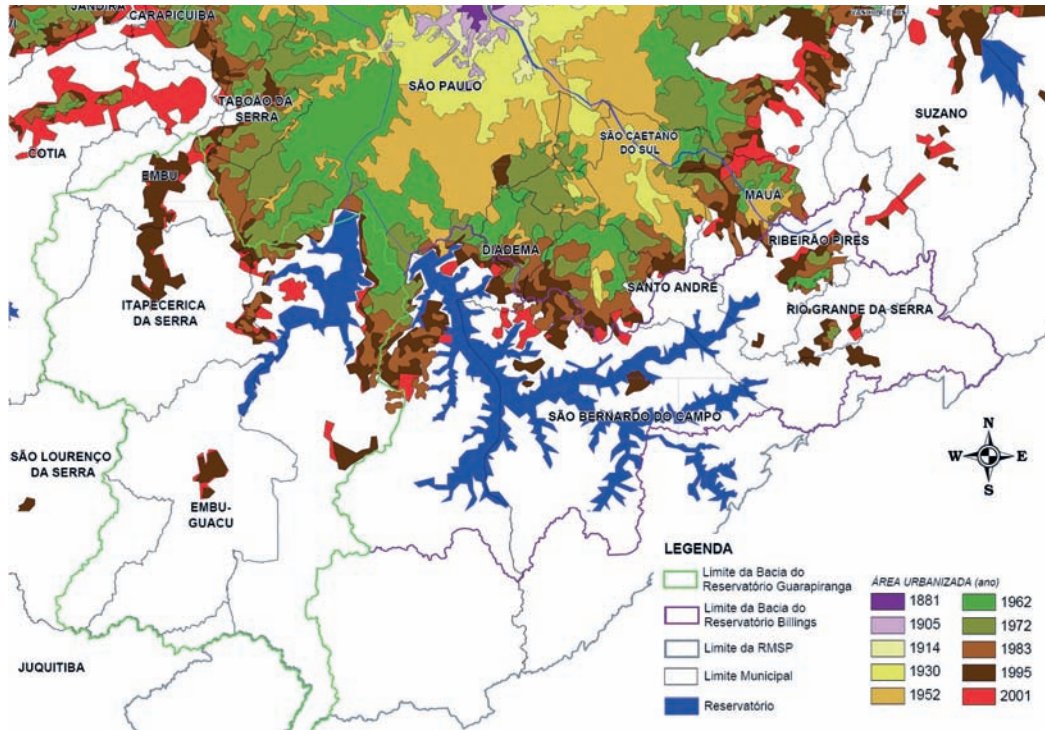 JANDIRA
CARAPICUIBA
SÃO PAULO
TABOÃO DA
SERRA
SUZANO
SÃO CAETANO
DO SUL
COTIA
EMBU
MAUÁ
DIADEMA
RIBEIRÃO PIRES
SANTO ANDRÉ
ITAPECERICA
DA SERRA
RIO GRANDE DA SERRA
SÃO BERNARDO DO CAMPO
SÃO LOURENÇO
DA SERRA
EMBU-
GUACU
JUQUITIBA
N
W E
S
LEGENDA
Limite da Bacia do
Reservatório Guarapiranga
Limite da Bacia do
Reservatório Billings
Limite da RMSP
Limite Municipal
Reservatório
ÁREA URBANIZADA (ano)
1881
1905
1914
1930
1952
1962
1972
1983
1995
2001